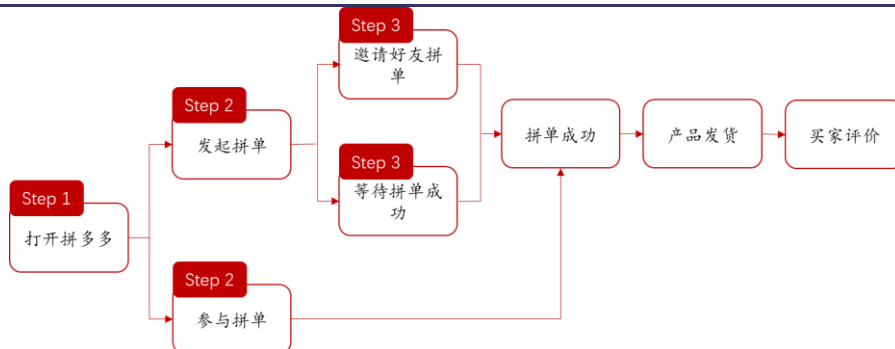 Step 1
打开拼多多
Step 2
发起拼单
Step 2
参与拼单
Step 3
邀请好友拼
单
Step 3
等待拼单成
功
拼单成功
产品发货
买家评价